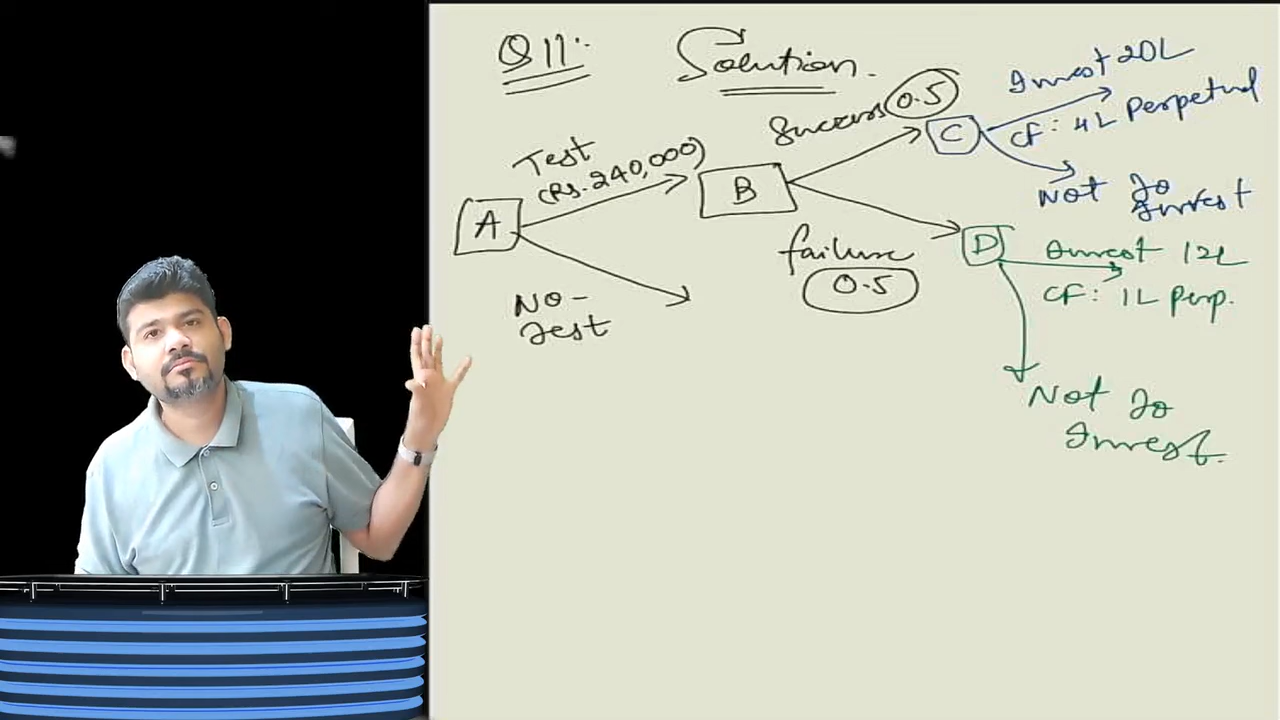 Q11:
Solution.
Test
(Rs. 240,000)
A
No-
Test
B
Success 0.5
failure
0.5
C
Invest 20L
CF: 4L Perpetual
Not to
Invest
D
Invest 12L
CF: 1L Perp.
Not to
Invest.